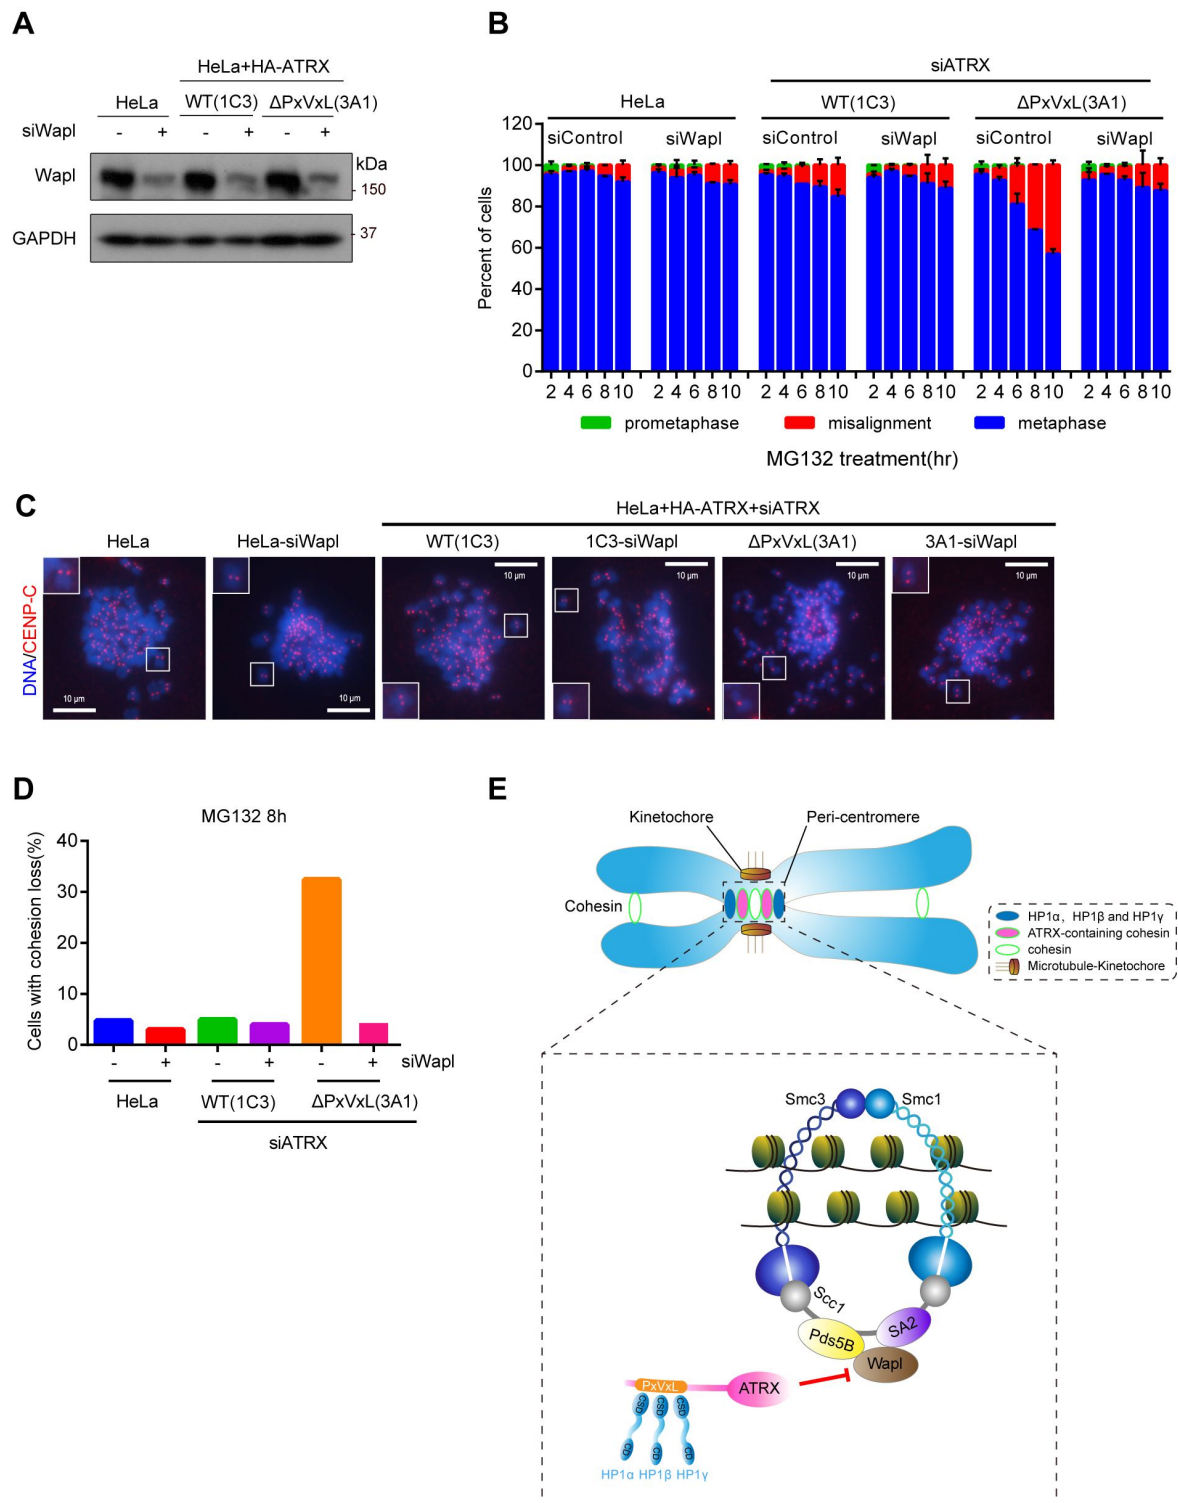 A
HeLa+HA-ATRX
HeLa
WT(1C3)
ΔPxVxL(3A1)
siWapl
- + - + - +
Wapl
kDa
150
GAPDH
37
B
siATRX
HeLa
WT(1C3)
ΔPxVxL(3A1)
siControl siWapl siControl siWapl siControl siWapl
Percent of cells
120
100
80
60
40
20
0
2 4 6 8 10 2 4 6 8 10 2 4 6 8 10 2 4 6 8 10 2 4 6 8 10 2 4 6 8 10
prometaphase misalignment metaphase
MG132 treatment(hr)
C
HeLa+HA-ATRX+siATRX
HeLa HeLa-siWapl WT(1C3) 1C3-siWapl ΔPxVxL(3A1) 3A1-siWapl
DNA/CENP-C
10 µm
10 µm
10 µm
10 µm
10 µm
10 µm
D
MG132 8h
Cells with cohesion loss(%)
40
30
20
10
0
- + - + - + siWapl
HeLa WT(1C3) ΔPxVxL(3A1)
siATRX
E
Kinetochore
Peri-centromere
Cohesin
HP1α, HP1β and HP1γ
ATRX-containing cohesin
cohesin
Microtubule-Kinetochore
Smc3
Smc1
Scc1
Pds5B
SA2
Wapl
PxVxL
ATRX
CSD CSD CSD
CD CD CD
HP1α HP1β HP1γ